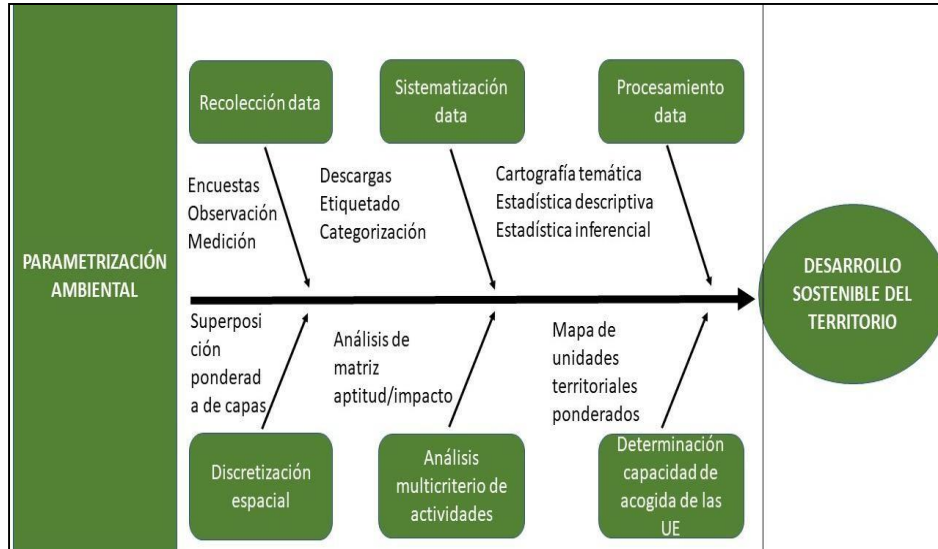 Recolección data
Sistematización
data
Procesamiento
data
Encuestas
Observación
Medición
Descargas
Etiquetado
Categorización
Cartografía temática
Estadística descriptiva
Estadística inferencial
PARAMETRIZACIÓN
AMBIENTAL
DESARROLLO
SOSTENIBLE DEL
TERRITORIO
Superposi
ción
ponderad
a de capas
Análisis de
matriz
aptitud/impacto
Mapa de
unidades
territoriales
ponderados
Discretización
espacial
Análisis
multicriterio de
actividades
Determinación
capacidad de
acogida de las
UE